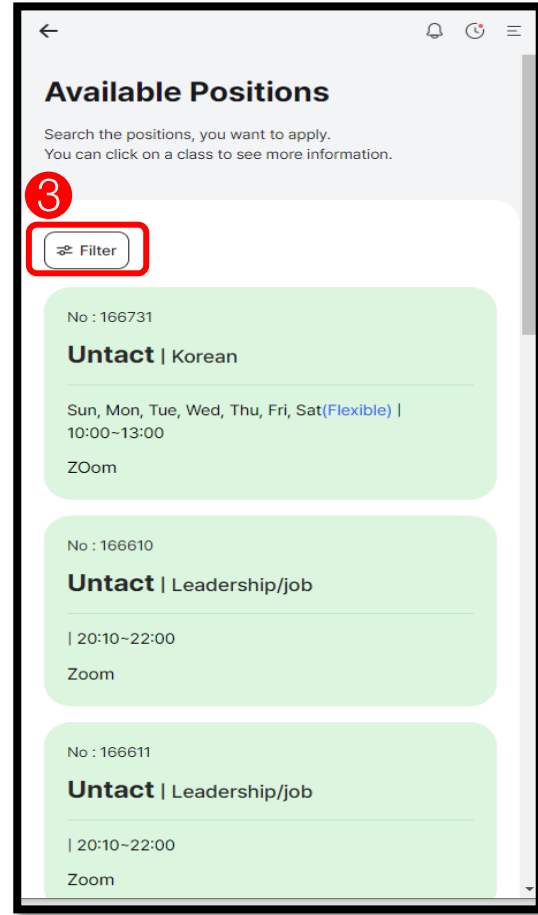 Available Positions
Search the positions, you want to apply.
You can click on a class to see more information.
3
Filter
No : 166731
Untact | Korean
Sun, Mon, Tue, Wed, Thu, Fri, Sat(Flexible) |
10:00~13:00
ZOom
No : 166610
Untact | Leadership/job
| 20:10~22:00
Zoom
No : 166611
Untact | Leadership/job
| 20:10~22:00
Zoom